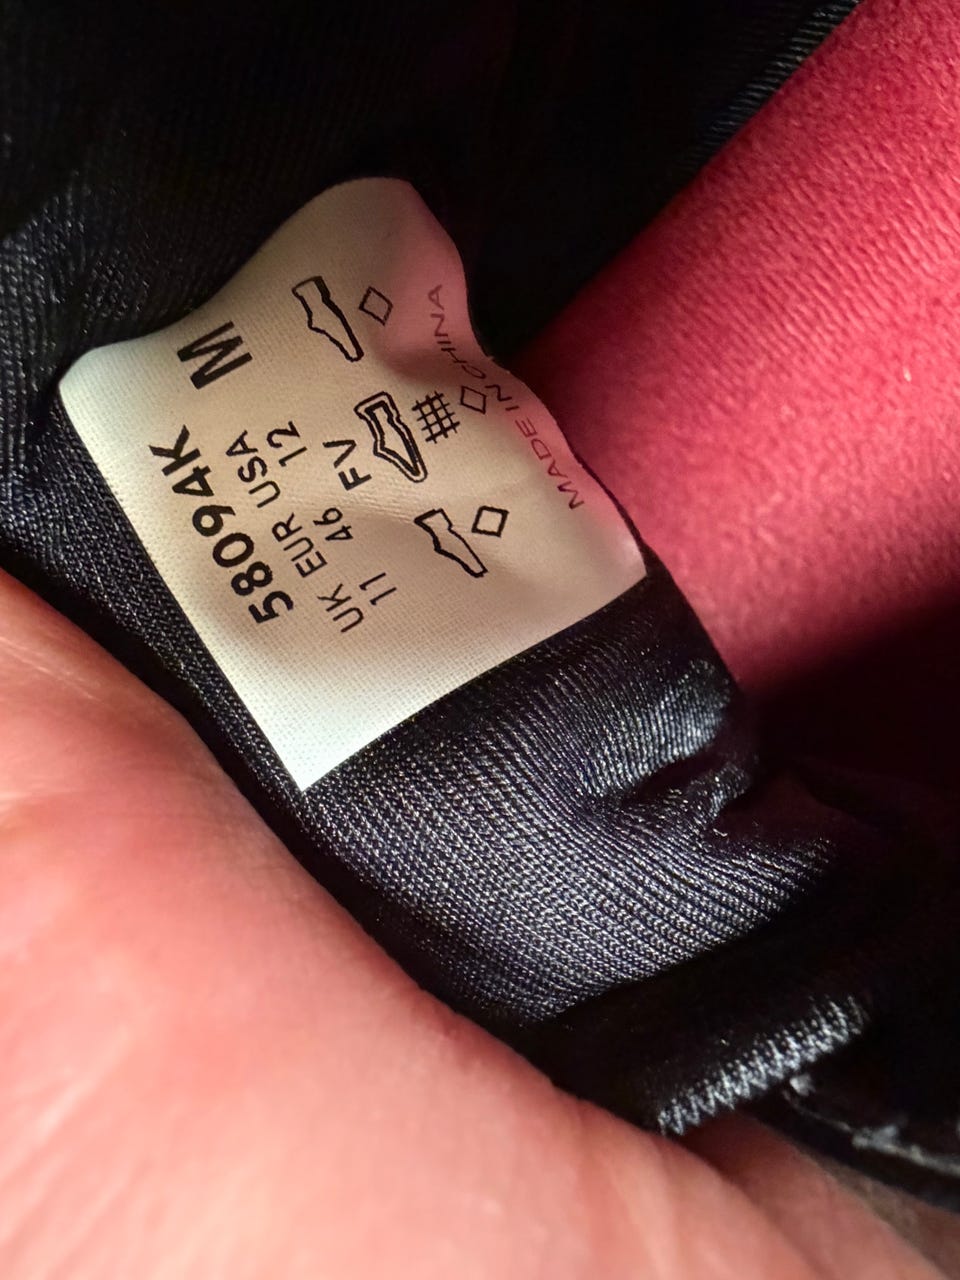 58094K M
UK EUR USA
11 46 12
FV
MADE IN CHINA